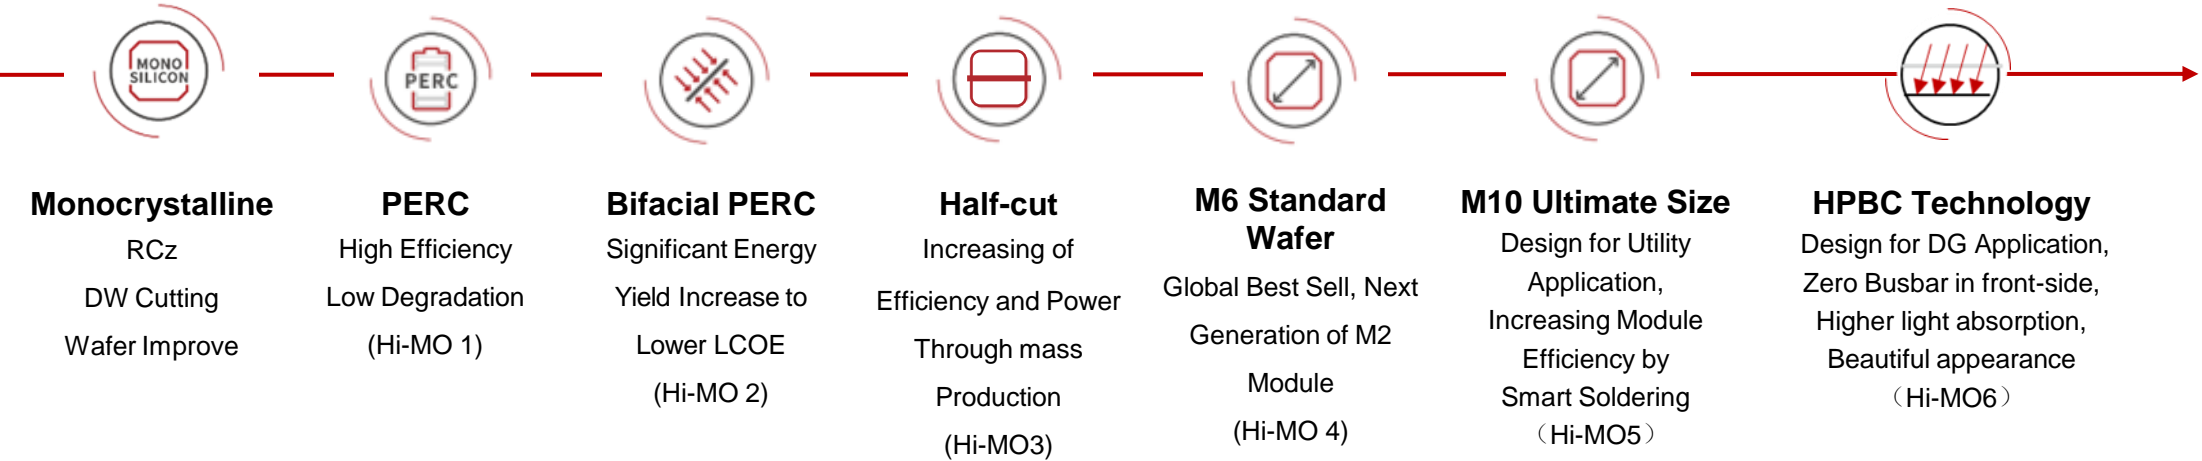 MONO
SILICON
PERC
Monocrystalline
RCz
DW Cutting
Wafer Improve
PERC
High Efficiency
Low Degradation
(Hi-MO 1)
Bifacial PERC
Significant Energy
Yield Increase to
Lower LCOE
(Hi-MO 2)
Half-cut
Increasing of
Efficiency and Power
Through mass
Production
(Hi-MO3)
M6 Standard
Wafer
Global Best Sell, Next
Generation of M2
Module
(Hi-MO 4)
M10 Ultimate Size
Design for Utility
Application,
Increasing Module
Efficiency by
Smart Soldering
（Hi-MO5）
HPBC Technology
Design for DG Application,
Zero Busbar in front-side,
Higher light absorption,
Beautiful appearance
（Hi-MO6）